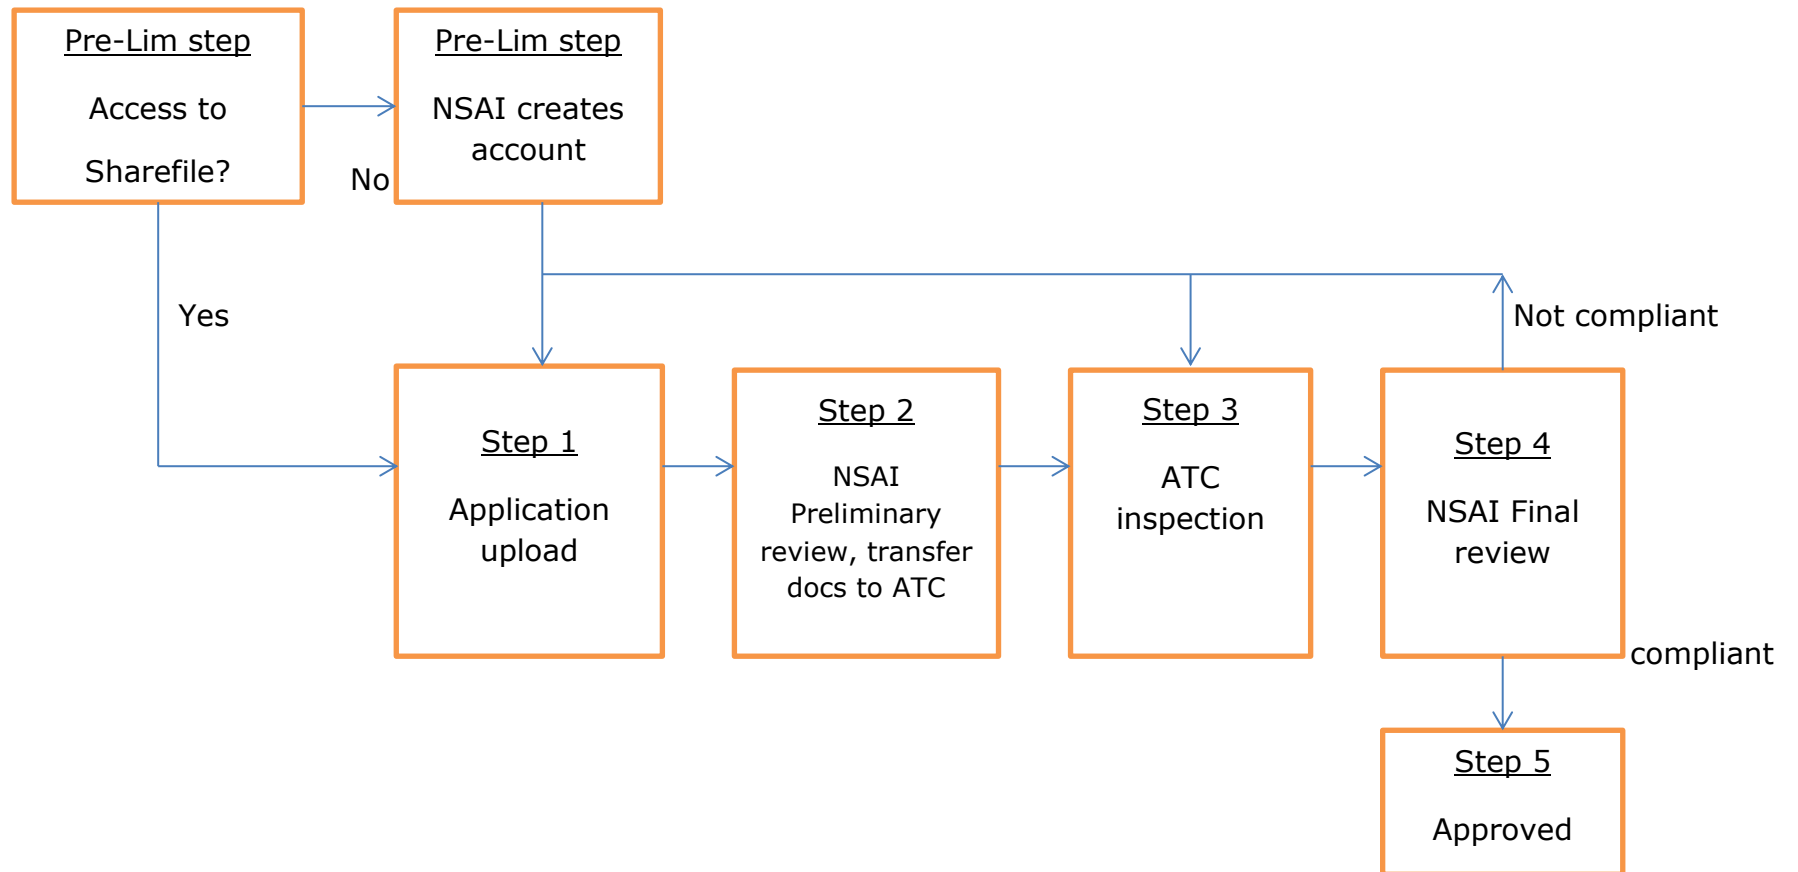 Pre-Lim step
Access to
Sharefile?
Pre-Lim step
NSAI creates
account
No
Yes
Not compliant
Step 1
Application
upload
Step 2
NSAI
Preliminary
review, transfer
docs to ATC
Step 3
ATC
inspection
Step 4
NSAI Final
review
compliant
Step 5
Approved